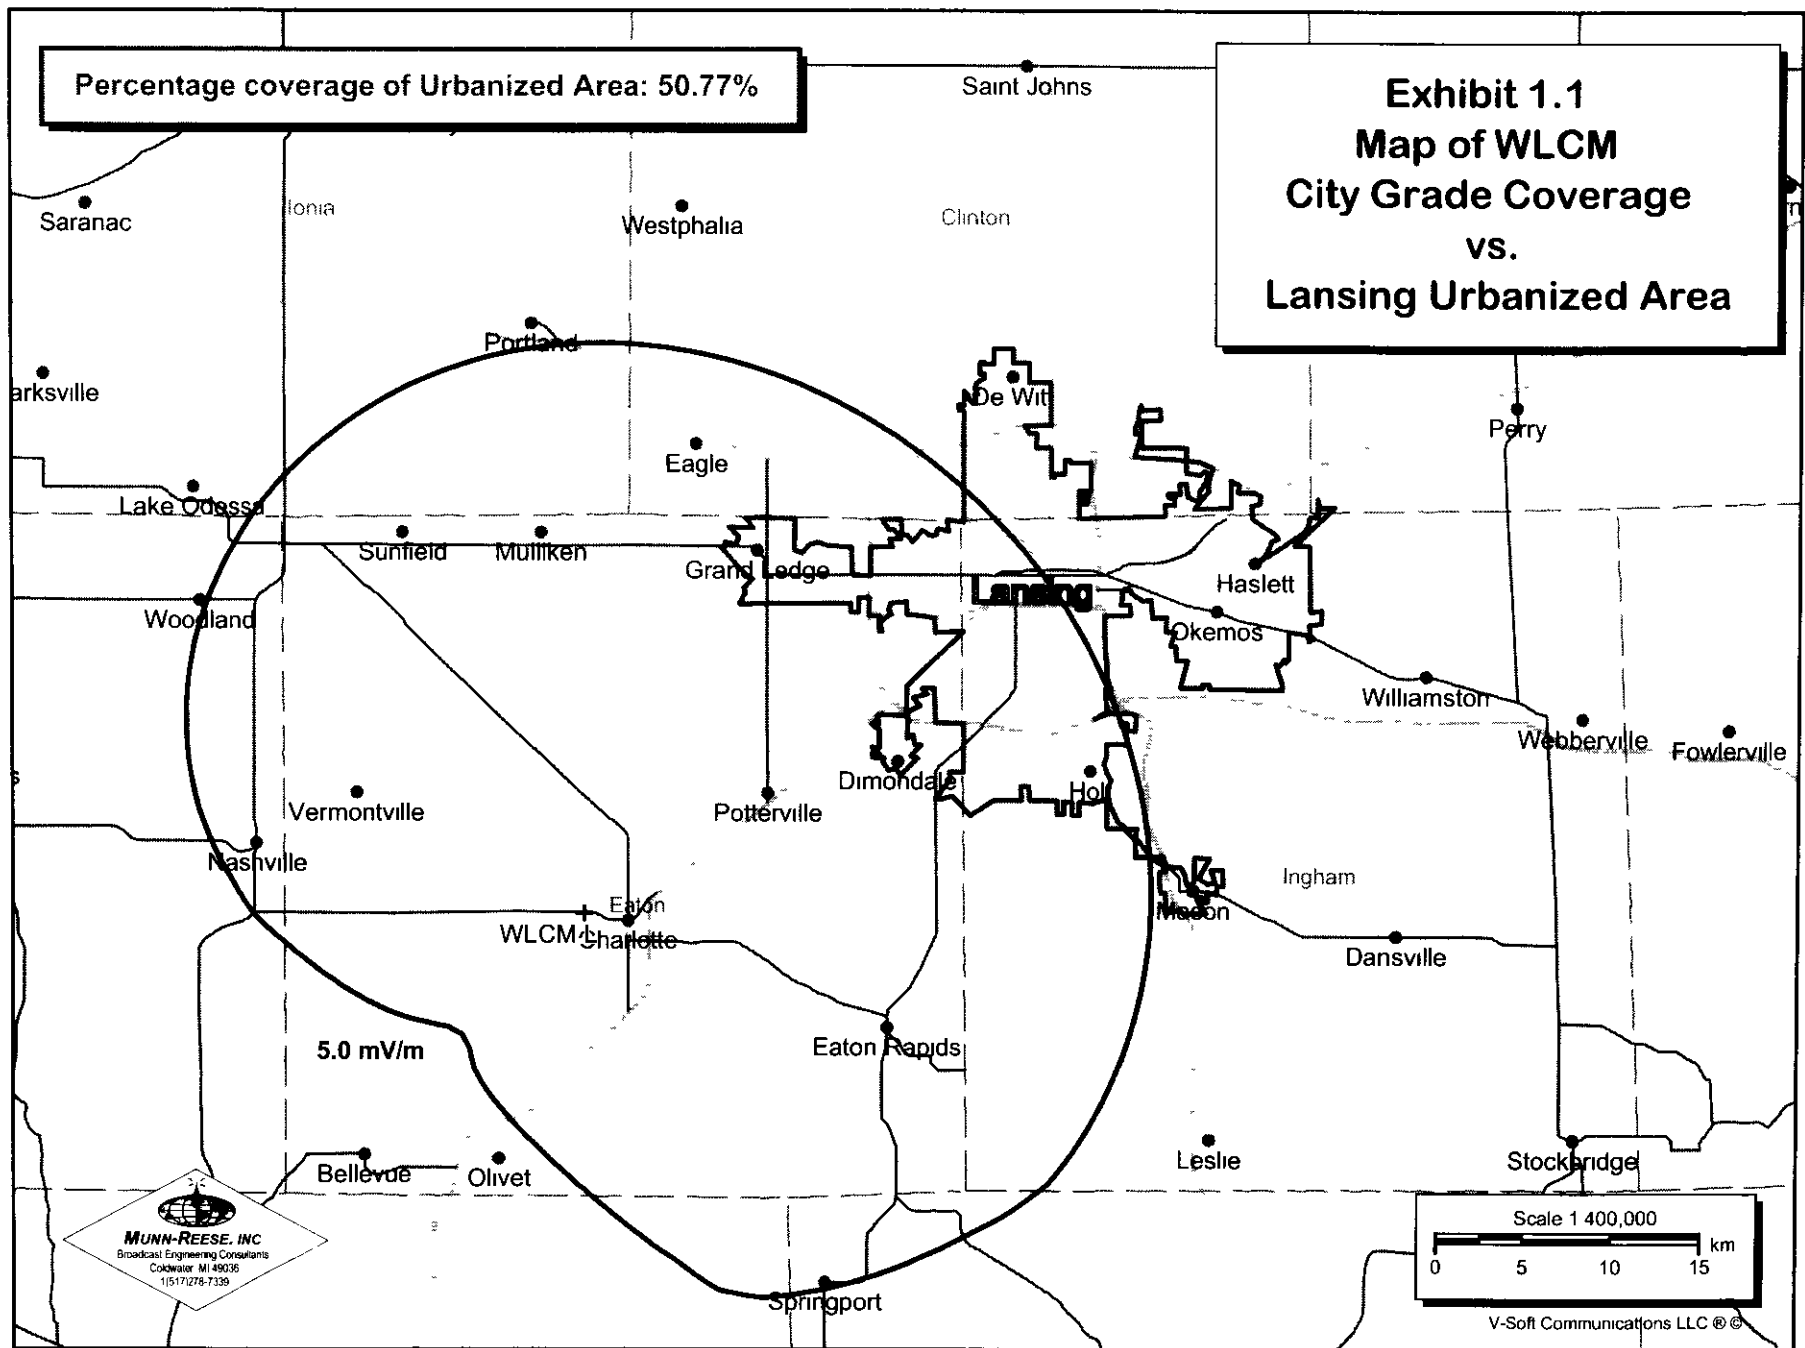 Percentage coverage of Urbanized Area: 50.77%
Exhibit 1.1
Map of WLCM
City Grade Coverage
vs.
Lansing Urbanized Area
Saint Johns
Saranac
Ionia
Westphalia
Clinton
Portland
De Wit
arksville
Perry
Eagle
Lake Odessa
Sunfield
Mulliken
Grand Ledge
Haslett
Lansing
Woodland
Okemos
Williamston
Webberville
Fowlerville
Dimondale
Hol
Vermontville
Potterville
Nashville
Ingham
Eaton
Mason
WLCM-L
Charlotte
Dansville
5.0 mV/m
Eaton Rapids
Bellevue
Olivet
Leslie
Stockbridge
MUNN-REESE, INC
Broadcast Engineering Consultants
Coldwater MI 49036
1(517)278-7339
Scale 1 400,000
km
0 5 10 15
Springport
V-Soft Communications LLC ® ©